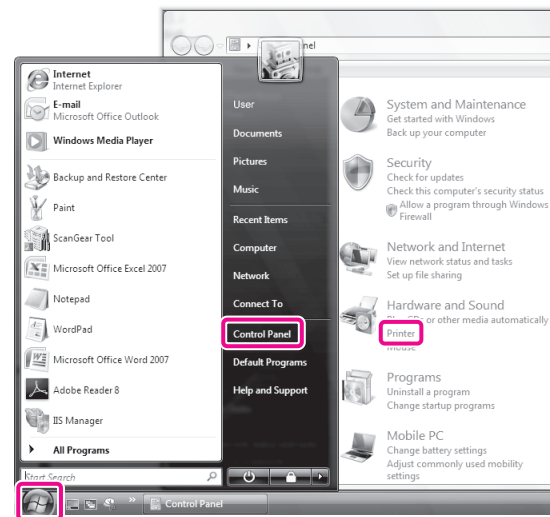 nel
Internet
Internet Explorer
E-mail
Microsoft Office Outlook
Windows Media Player
Backup and Restore Center
Paint
ScanGear Tool
Microsoft Office Excel 2007
Notepad
WordPad
Microsoft Office Word 2007
Adobe Reader 8
IIS Manager
All Programs
Start Search
User
Documents
Pictures
Music
Recent Items
Computer
Network
Connect To
Control Panel
Default Programs
Help and Support
System and Maintenance
Get started with Windows
Back up your computer
Security
Check for updates
Check this computer's security status
Allow a program through Windows
Firewall
Network and Internet
View network status and tasks
Set up file sharing
Hardware and Sound
Play CDs or other media automatically
Printer
Mouse
Programs
Uninstall a program
Change startup programs
Mobile PC
Change battery settings
Adjust commonly used mobility
settings
Control Panel